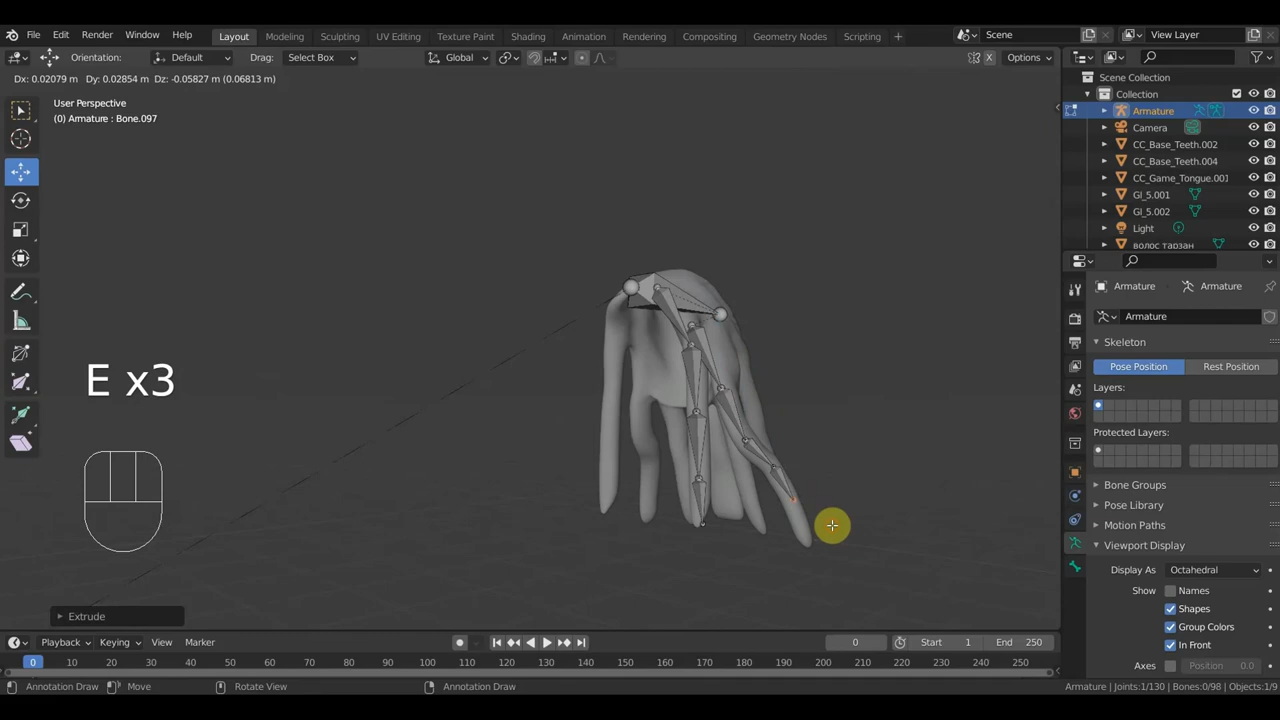 File Edit Render Window Help Layout Modeling Sculpting UV Editing Texture Paint Shading Animation Rendering Compositing Geometry Nodes Scripting + Scene View Layer
Orientation: Default Drag: Select Box Global X Options
Dx: 0.02079 m Dy: 0.02854 m Dz: -0.05827 m (0.06813 m)
User Perspective
(0) Armature : Bone.097
Scene Collection
Collection
Armature
Camera
CC_Base_Teeth.002
CC_Base_Teeth.004
CC_Game_Tongue.001
GI_5.001
GI_5.002
Light
волос тарзан
Armature Armature
Armature
Skeleton
Pose Position Rest Position
Layers:
Protected Layers:
Bone Groups
Pose Library
Motion Paths
Viewport Display
Display As Octahedral
Show Names
Shapes
Group Colors
In Front
Axes Position 0.0
E x3
Extrude
Playback Keying View Marker 0 Start 1 End 250
0 10 20 30 40 50 60 70 80 90 100 110 120 130 140 150 160 170 180 190 200 210 220 230 240 250
Annotation Draw Move Rotate View Annotation Draw Armature | Joints:1/130 | Bones:0/98 | Objects:1/9